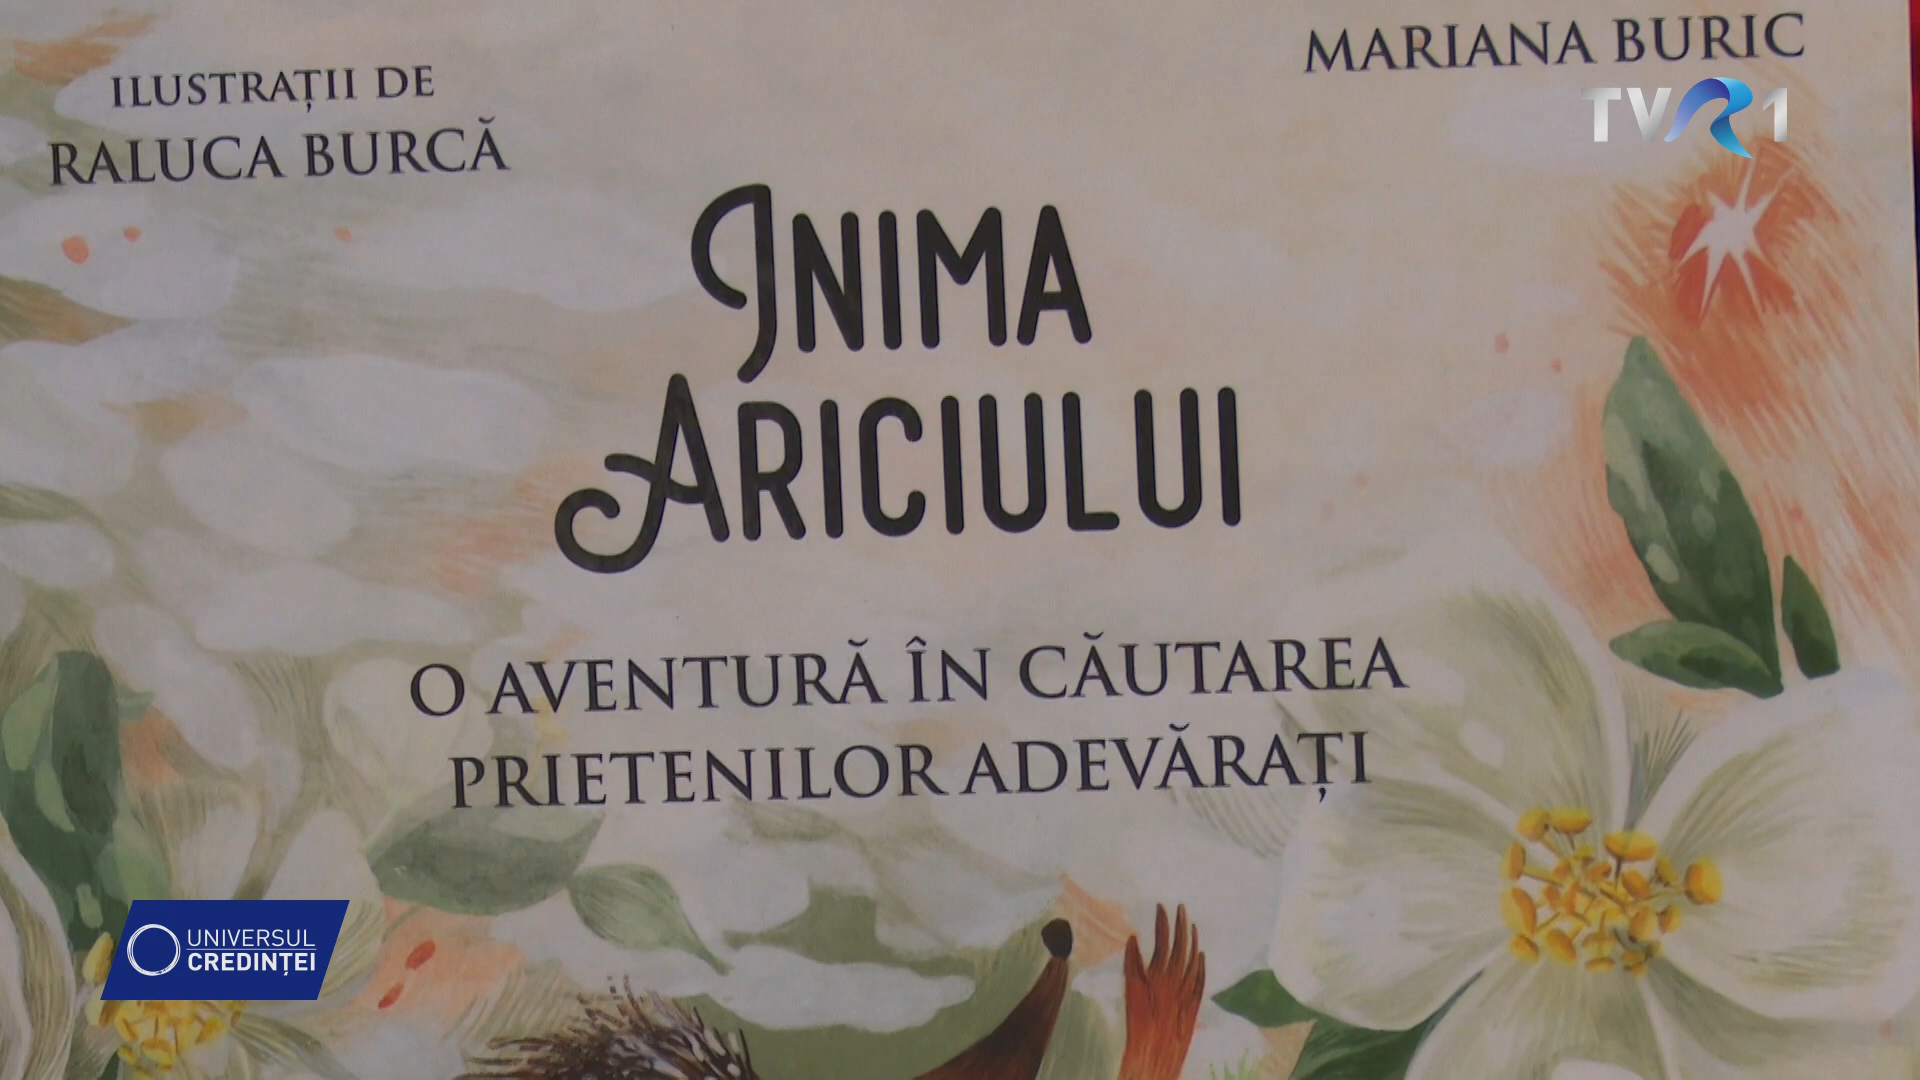 ILUSTRAȚII DE
RALUCA BURCĂ
MARIANA BURIC
TVR1
INIMA
ARICIULUI
O AVENTURĂ ÎN CĂUTAREA
PRIETENILOR ADEVĂRAȚI
UNIVERSUL
CREDINȚEI